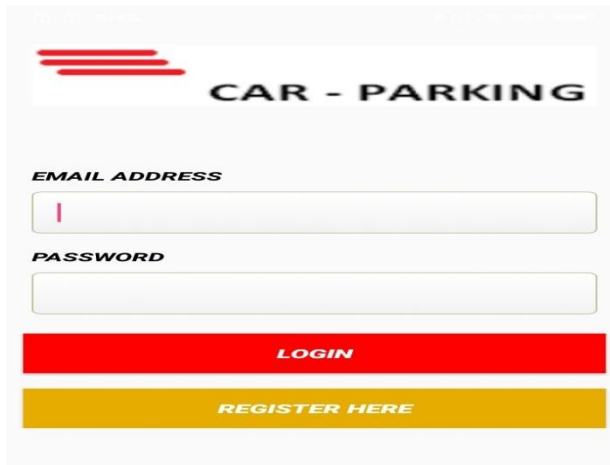 CAR - PARKING
EMAIL ADDRESS
PASSWORD
LOGIN
REGISTER HERE